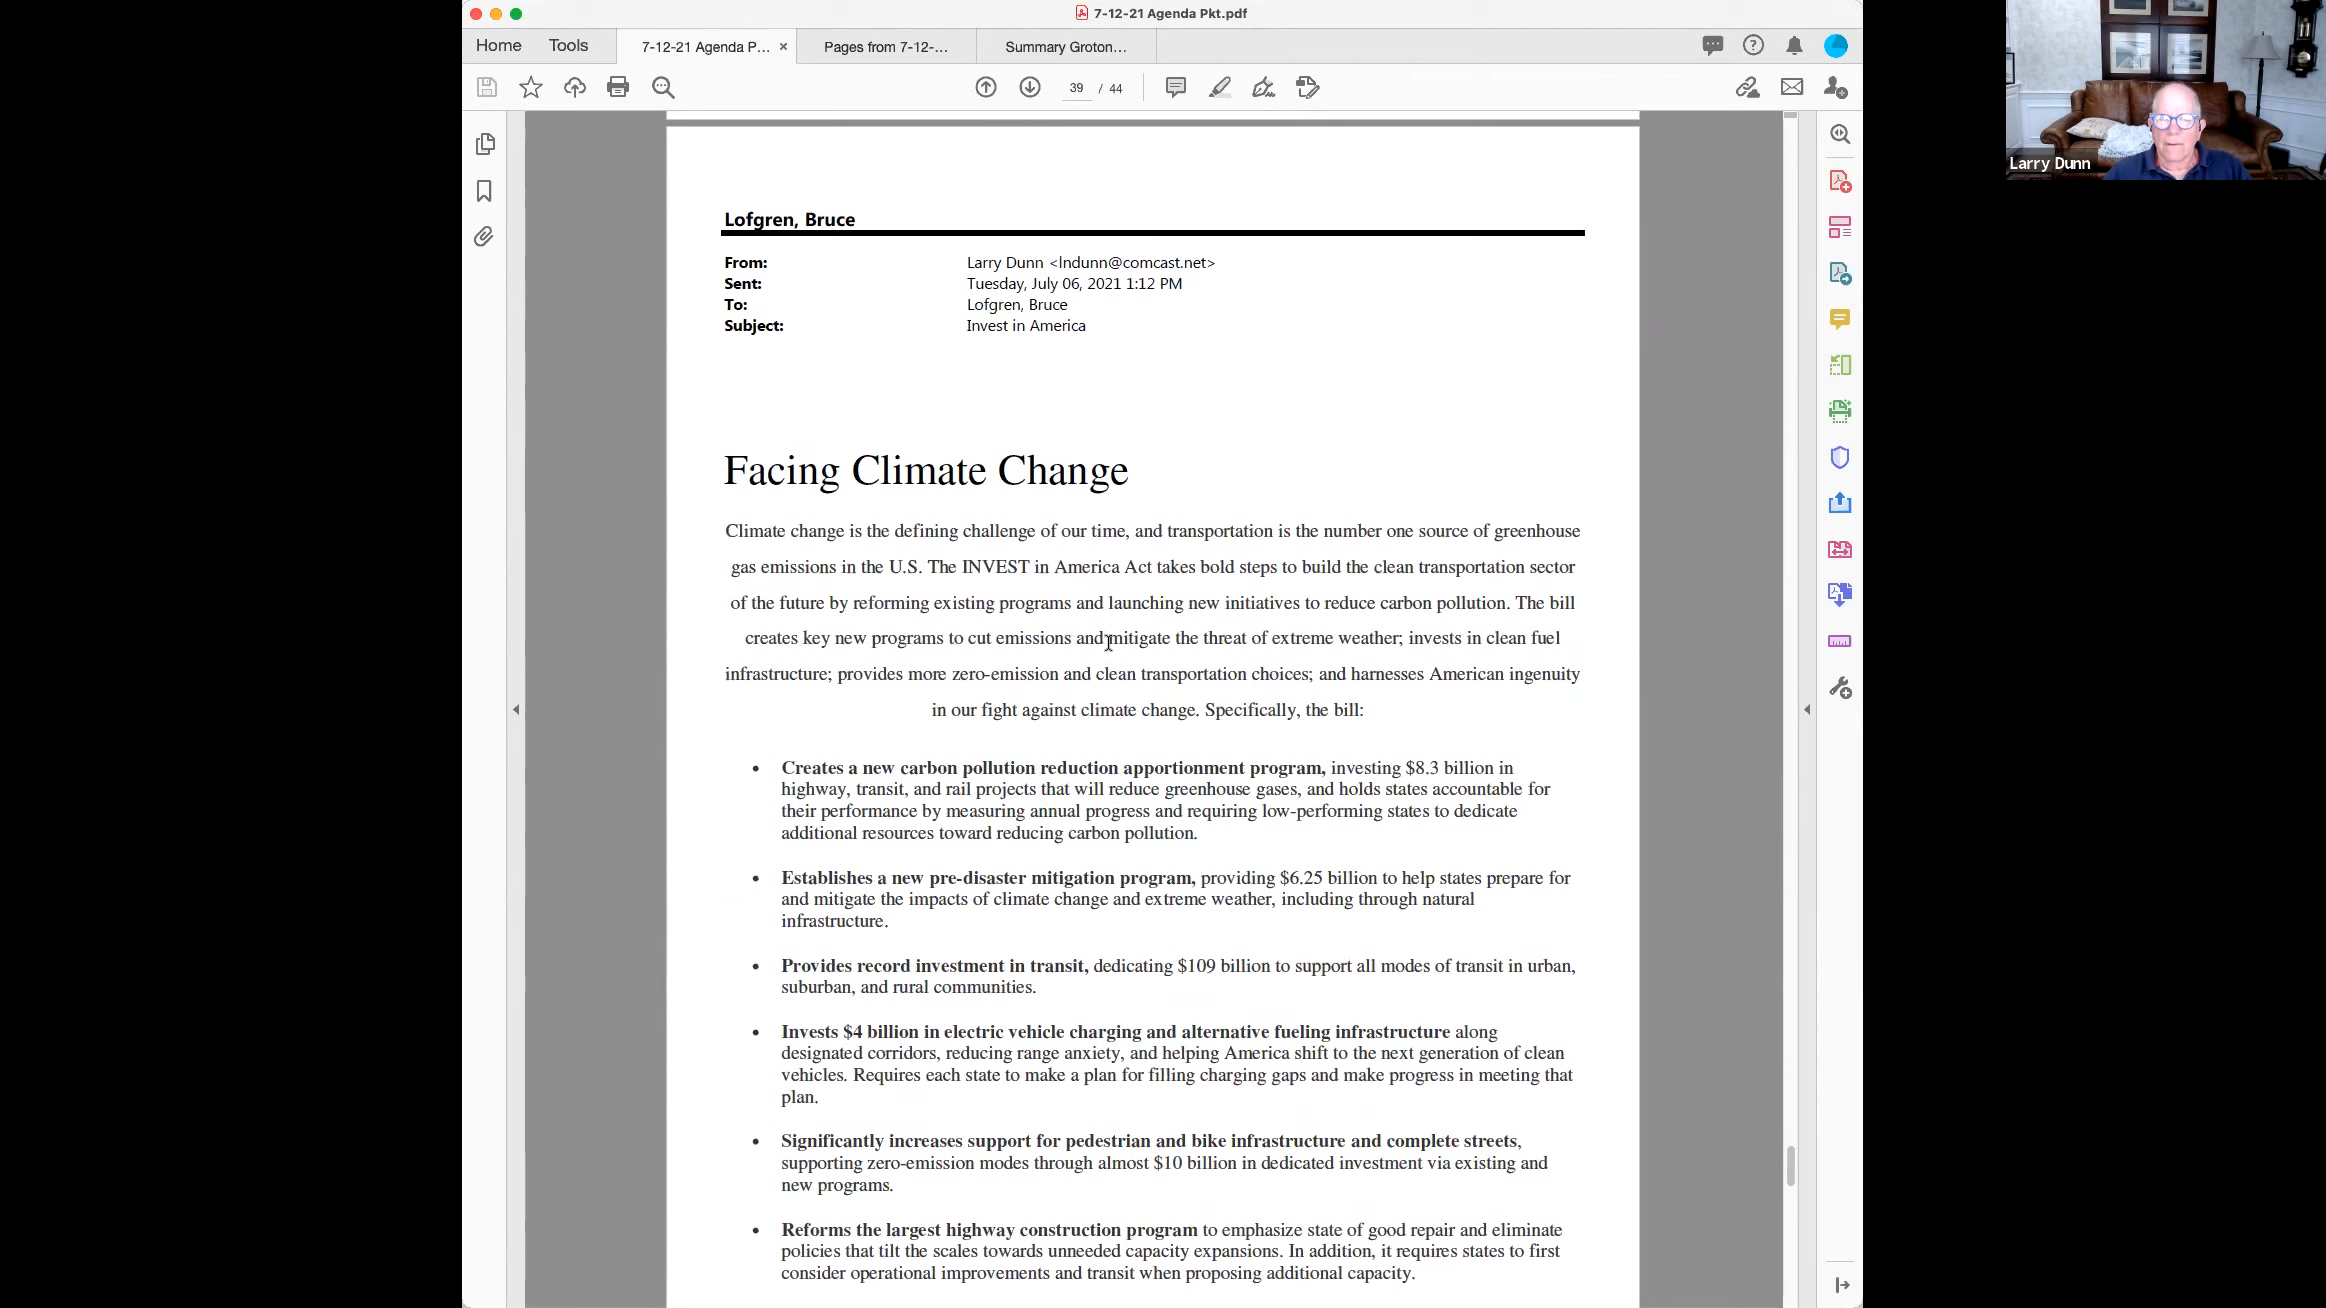 7-12-21 Agenda Pkt.pdf
Home Tools 7-12-21 Agenda P... × Pages from 7-12-... Summary Groton...
39 / 44
Larry Dunn
Lofgren, Bruce
From: Larry Dunn <lndunn@comcast.net>
Sent: Tuesday, July 06, 2021 1:12 PM
To: Lofgren, Bruce
Subject: Invest in America
Facing Climate Change
Climate change is the defining challenge of our time, and transportation is the number one source of greenhouse
gas emissions in the U.S. The INVEST in America Act takes bold steps to build the clean transportation sector
of the future by reforming existing programs and launching new initiatives to reduce carbon pollution. The bill
creates key new programs to cut emissions and mitigate the threat of extreme weather; invests in clean fuel
infrastructure; provides more zero-emission and clean transportation choices; and harnesses American ingenuity
in our fight against climate change. Specifically, the bill:
• Creates a new carbon pollution reduction apportionment program, investing $8.3 billion in
highway, transit, and rail projects that will reduce greenhouse gases, and holds states accountable for
their performance by measuring annual progress and requiring low-performing states to dedicate
additional resources toward reducing carbon pollution.
• Establishes a new pre-disaster mitigation program, providing $6.25 billion to help states prepare for
and mitigate the impacts of climate change and extreme weather, including through natural
infrastructure.
• Provides record investment in transit, dedicating $109 billion to support all modes of transit in urban,
suburban, and rural communities.
• Invests $4 billion in electric vehicle charging and alternative fueling infrastructure along
designated corridors, reducing range anxiety, and helping America shift to the next generation of clean
vehicles. Requires each state to make a plan for filling charging gaps and make progress in meeting that
plan.
• Significantly increases support for pedestrian and bike infrastructure and complete streets,
supporting zero-emission modes through almost $10 billion in dedicated investment via existing and
new programs.
• Reforms the largest highway construction program to emphasize state of good repair and eliminate
policies that tilt the scales towards unneeded capacity expansions. In addition, it requires states to first
consider operational improvements and transit when proposing additional capacity.